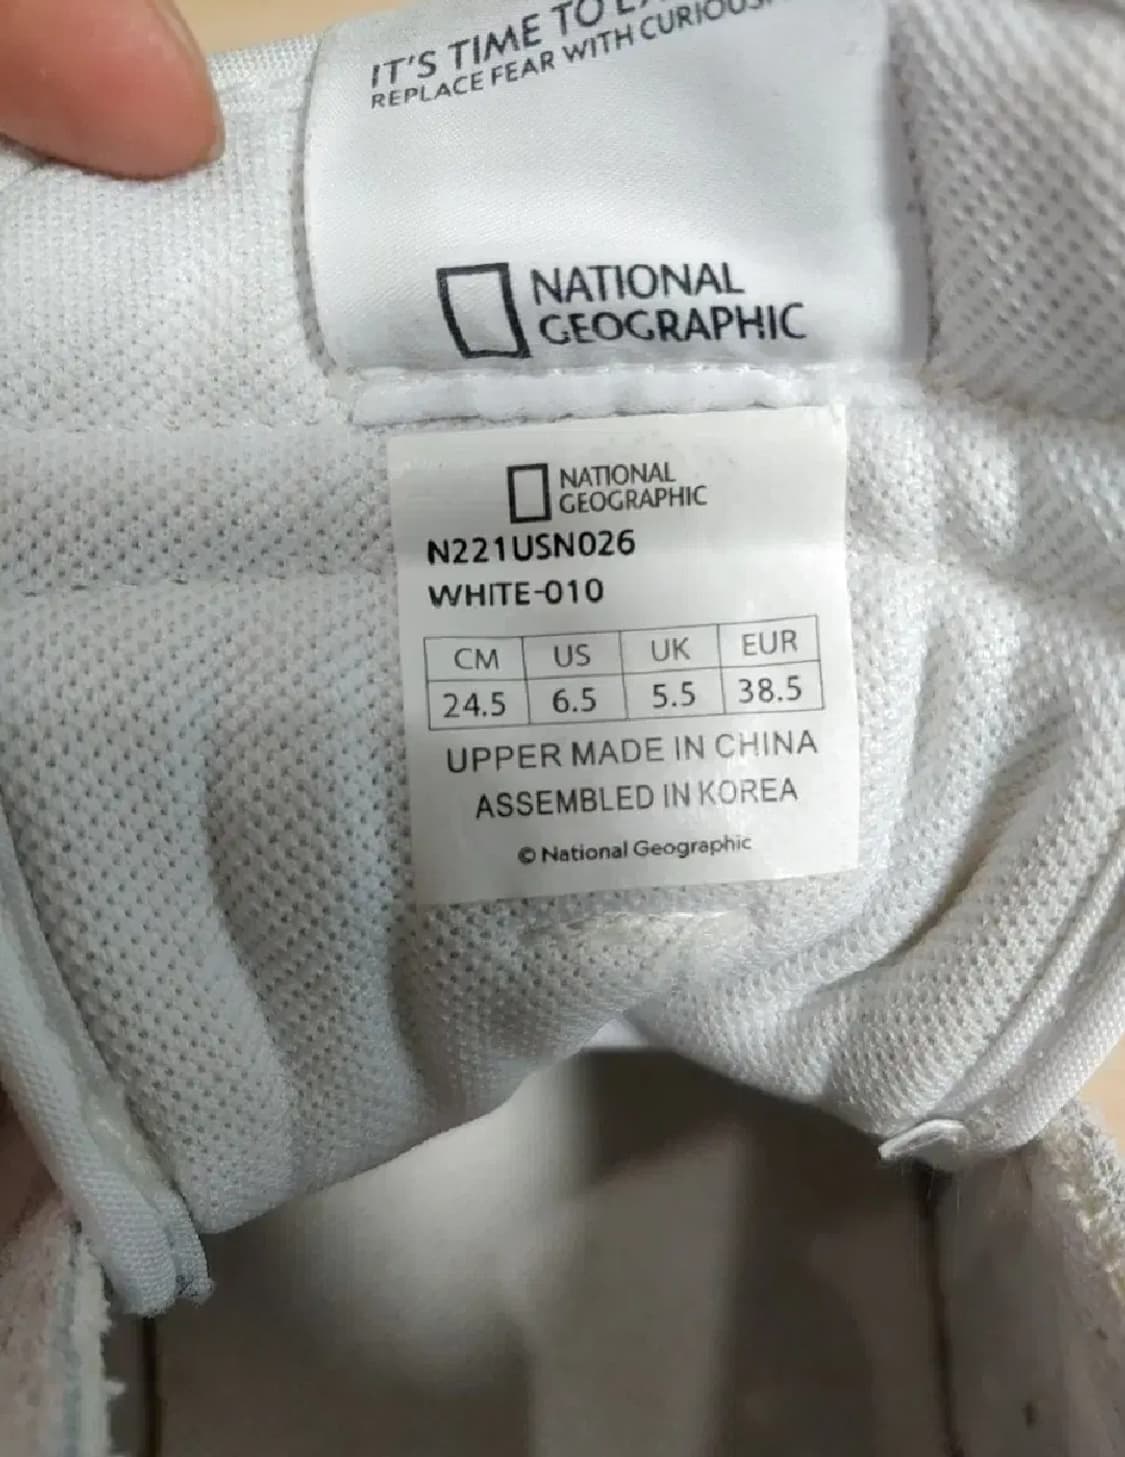 IT'S TIME TO
REPLACE FEAR WITH
NATIONAL
GEOGRAPHIC
NATIONAL
GEOGRAPHIC
N221USN026
WHITE-010
CM US UK EUR
24.5 6.5 5.5 38.5
UPPER MADE IN CHINA
ASSEMBLED IN KOREA
© National Geographic